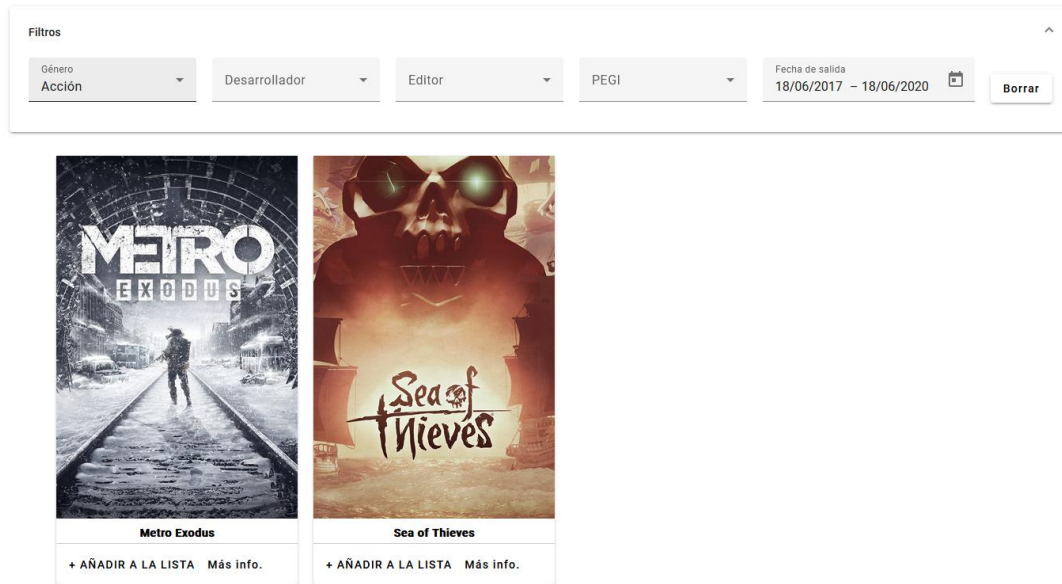 Filtros
Género
Acción
Desarrollador
Editor
PEGI
Fecha de salida
18/06/2017 – 18/06/2020
Borrar
METRO
EXODUS
Sea of
Thieves
Metro Exodus
Sea of Thieves
+ AÑADIR A LA LISTA Más info.
+ AÑADIR A LA LISTA Más info.